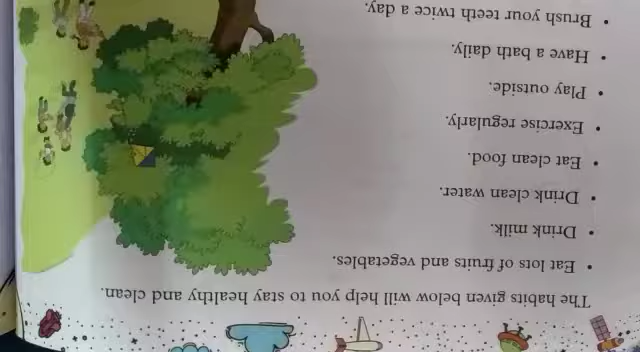 The habits given below will help you to stay healthy and clean.
• Eat lots of fruits and vegetables.
• Drink milk.
• Drink clean water.
• Eat clean food.
• Exercise regularly.
• Play outside.
• Have a bath daily.
• Brush your teeth twice a day.